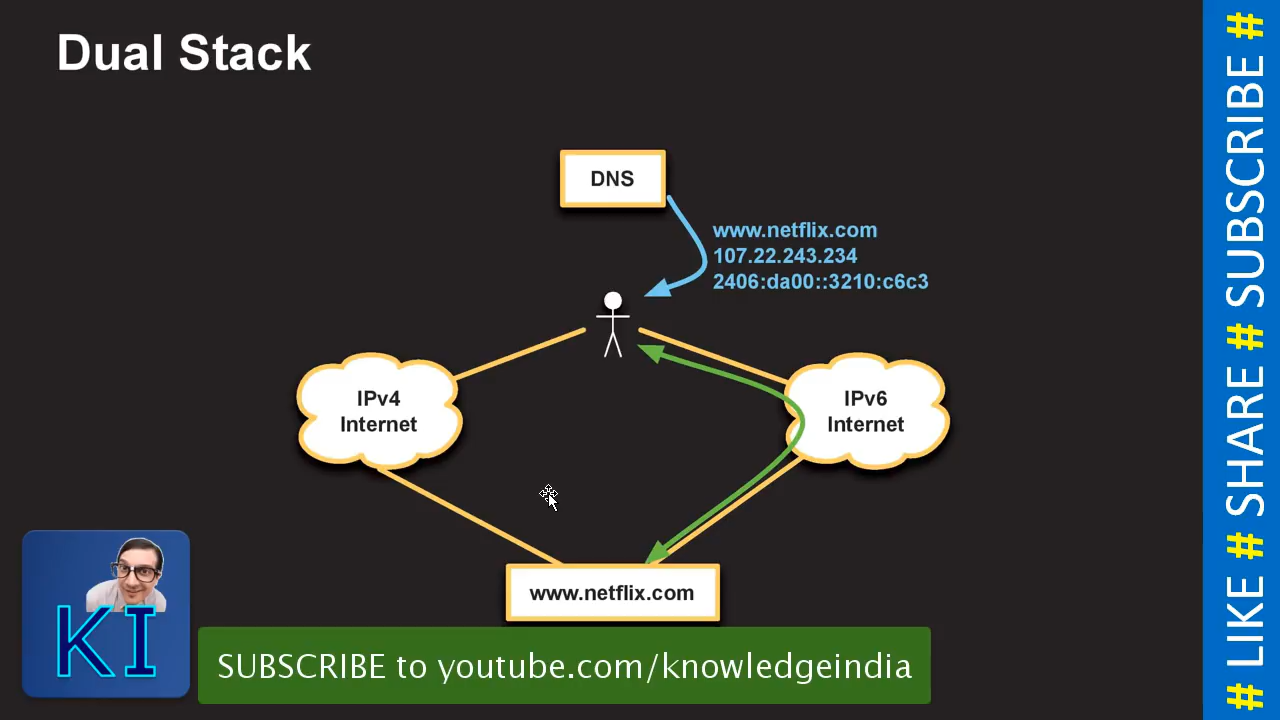 Dual Stack
DNS
www.netflix.com
107.22.243.234
2406:da00::3210:c6c3
IPv4
Internet
IPv6
Internet
www.netflix.com
KI
SUBSCRIBE to youtube.com/knowledgeindia
# LIKE # SHARE # SUBSCRIBE #